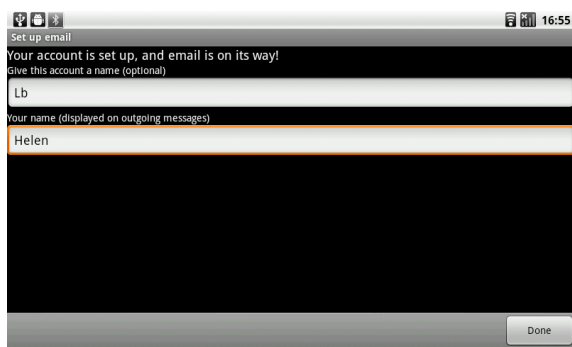 16:55
Set up email
Your account is set up, and email is on its way!
Give this account a name (optional)
Lb
Your name (displayed on outgoing messages)
Helen
Done